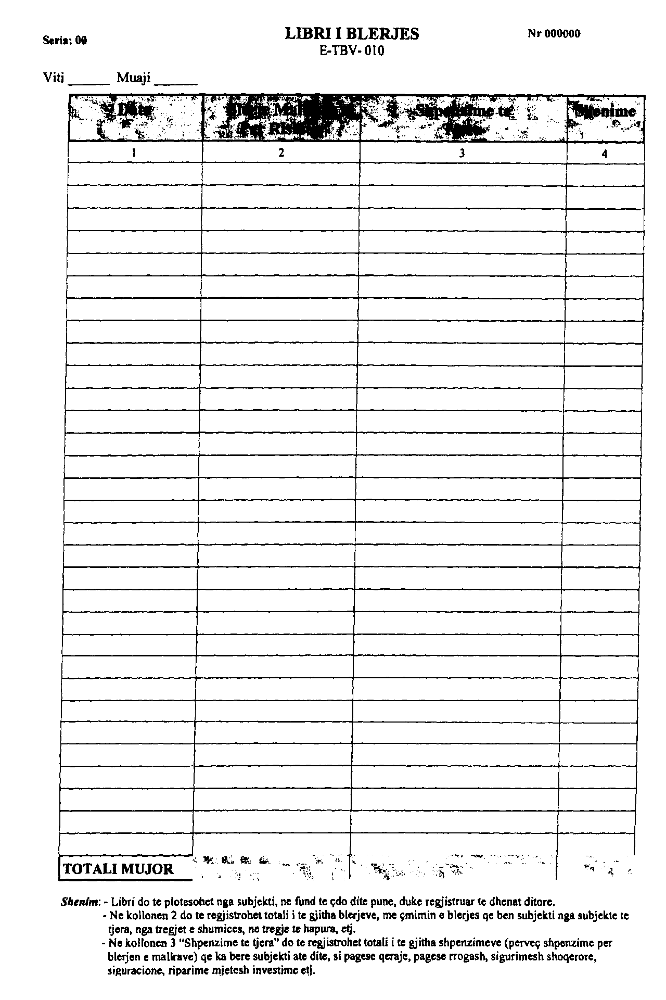 Seria: 00
LIBRI I BLERJES
Nr 000000
E-TBV- 010
Viti ______ Muaji ______
Data
Shpenzime te
Shenime
1 2 3 4
TOTALI MUJOR
Shenim: - Libri do te plotesohet nga subjekti, ne fund te çdo dite pune, duke regjistruar te dhenat ditore.
- Ne kollonen 2 do te regjistrohet totali i te gjitha blerjeve, me çmimin e blerjes qe ben subjekti nga subjekte te
tjera, nga tregjet e shumices, ne tregje te hapura, etj.
- Ne kollonen 3 "Shpenzime te tjera" do te regjistrohet totali i te gjitha shpenzimeve (perveç shpenzime per
blerjen e mallrave) qe ka bere subjekti ate dite, si pagese qeraje, pagese rrogash, sigurimesh shoqerore,
siguracione, riparime mjetesh investime etj.